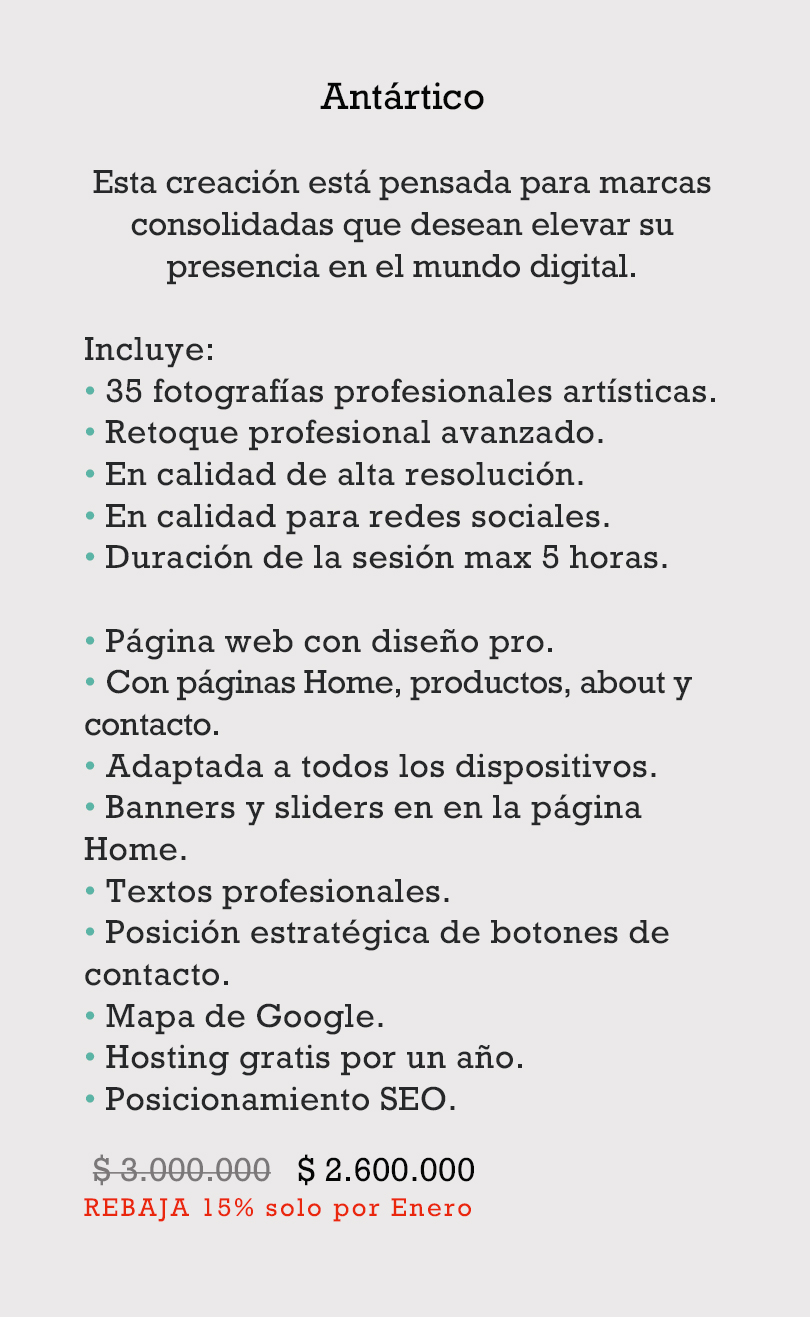 Antártico
Esta creación está pensada para marcas
consolidadas que desean elevar su
presencia en el mundo digital.
Incluye:
• 35 fotografías profesionales artísticas.
• Retoque profesional avanzado.
• En calidad de alta resolución.
• En calidad para redes sociales.
• Duración de la sesión max 5 horas.
• Página web con diseño pro.
• Con páginas Home, productos, about y
contacto.
• Adaptada a todos los dispositivos.
• Banners y sliders en en la página
Home.
• Textos profesionales.
• Posición estratégica de botones de
contacto.
• Mapa de Google.
• Hosting gratis por un año.
• Posicionamiento SEO.
$ 3.000.000 $ 2.600.000
REBAJA 15% solo por Enero